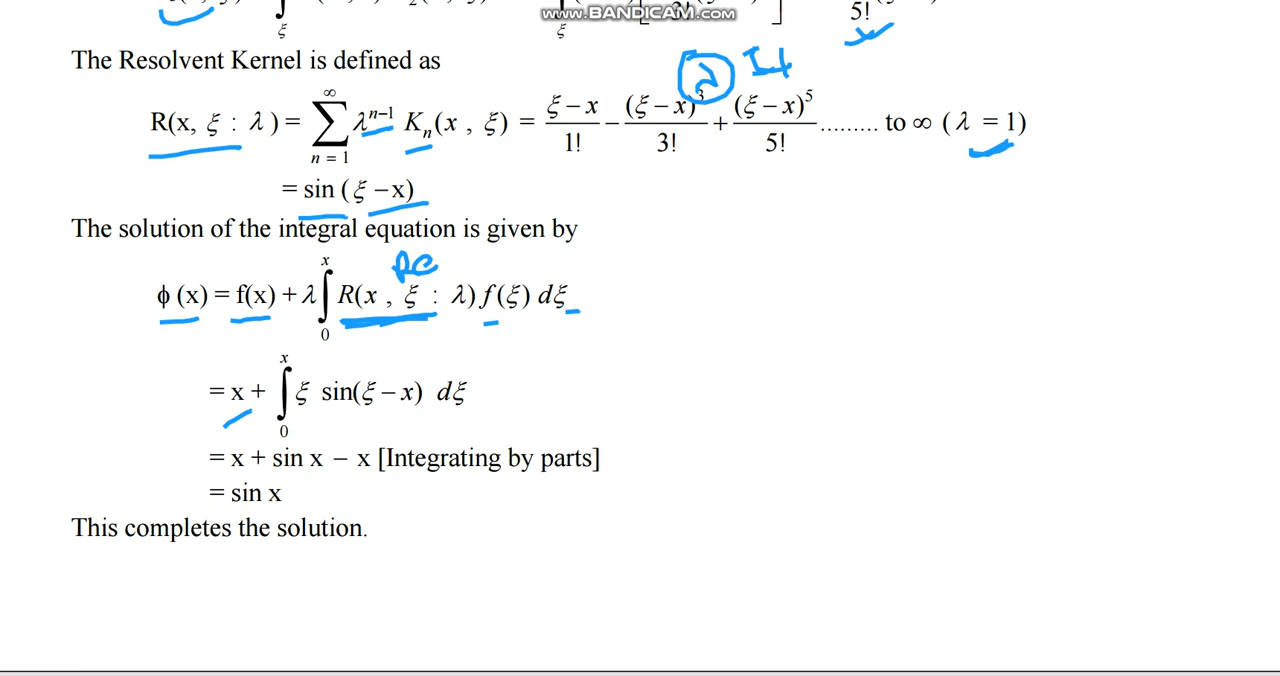 www.BANDICAM.com
ξ ξ 3! ] 5!
The Resolvent Kernel is defined as
λ It
R(x, ξ : λ) = ∑_{n = 1}^{∞} λ^{n–1} K_n(x , ξ) = (ξ – x)/1! – (ξ – x)^3/3! + (ξ – x)^5/5! ......... to ∞ ( λ = 1)
= sin ( ξ – x)
The solution of the integral equation is given by
ϕ (x) = f(x) + λ ∫_0^x R(x , ξ : λ) f(ξ) dξ
= x + ∫_0^x ξ sin(ξ – x) dξ
= x + sin x – x [Integrating by parts]
= sin x
This completes the solution.